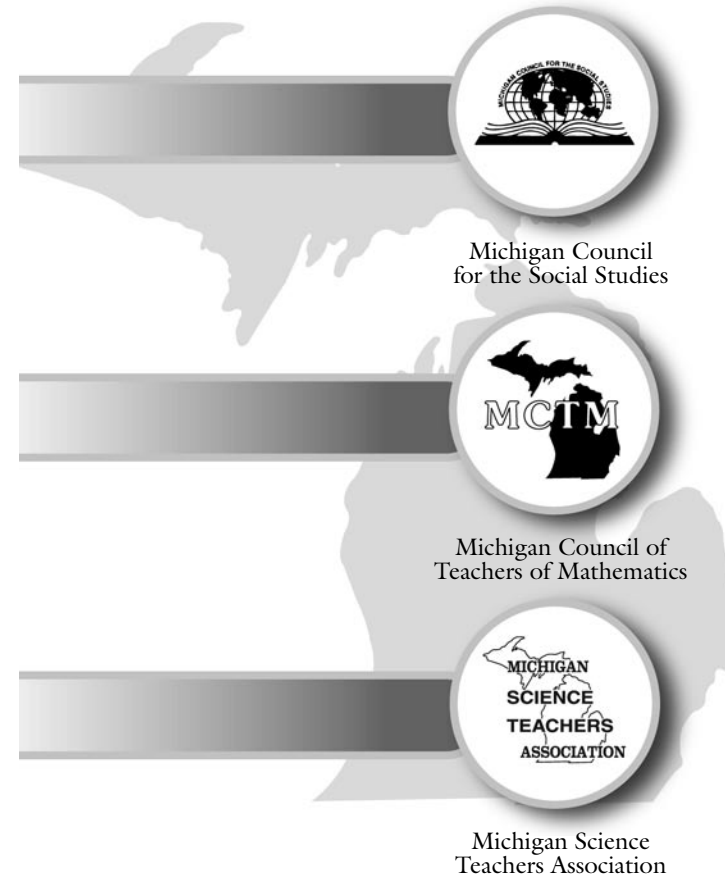 MICHIGAN COUNCIL FOR THE SOCIAL STUDIES
Michigan Council
for the Social Studies
MCTM
Michigan Council of
Teachers of Mathematics
MICHIGAN
SCIENCE
TEACHERS
ASSOCIATION
Michigan Science
Teachers Association